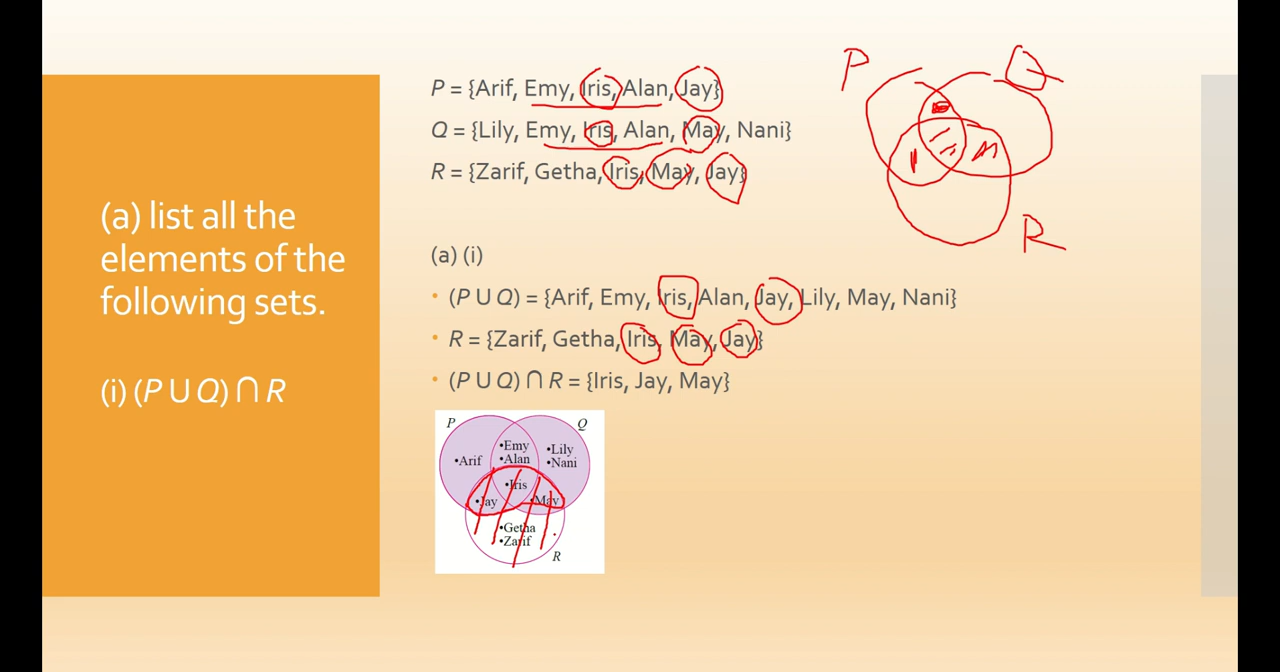 (a) list all the
elements of the
following sets.
(i) (P U Q) ⋂ R
P = {Arif, Emy, Iris, Alan, Jay}
Q = {Lily, Emy, Iris, Alan, May, Nani}
R = {Zarif, Getha, Iris, May, Jay}
(a) (i)
• (P U Q) = {Arif, Emy, Iris, Alan, Jay, Lily, May, Nani}
• R = {Zarif, Getha, Iris, May, Jay}
• (P U Q) ⋂ R = {Iris, Jay, May}
P
Q
R
P
Q
•Emy
•Alan
•Arif
•Lily
•Nani
•Iris
•Jay
•May
•Getha
•Zarif
R